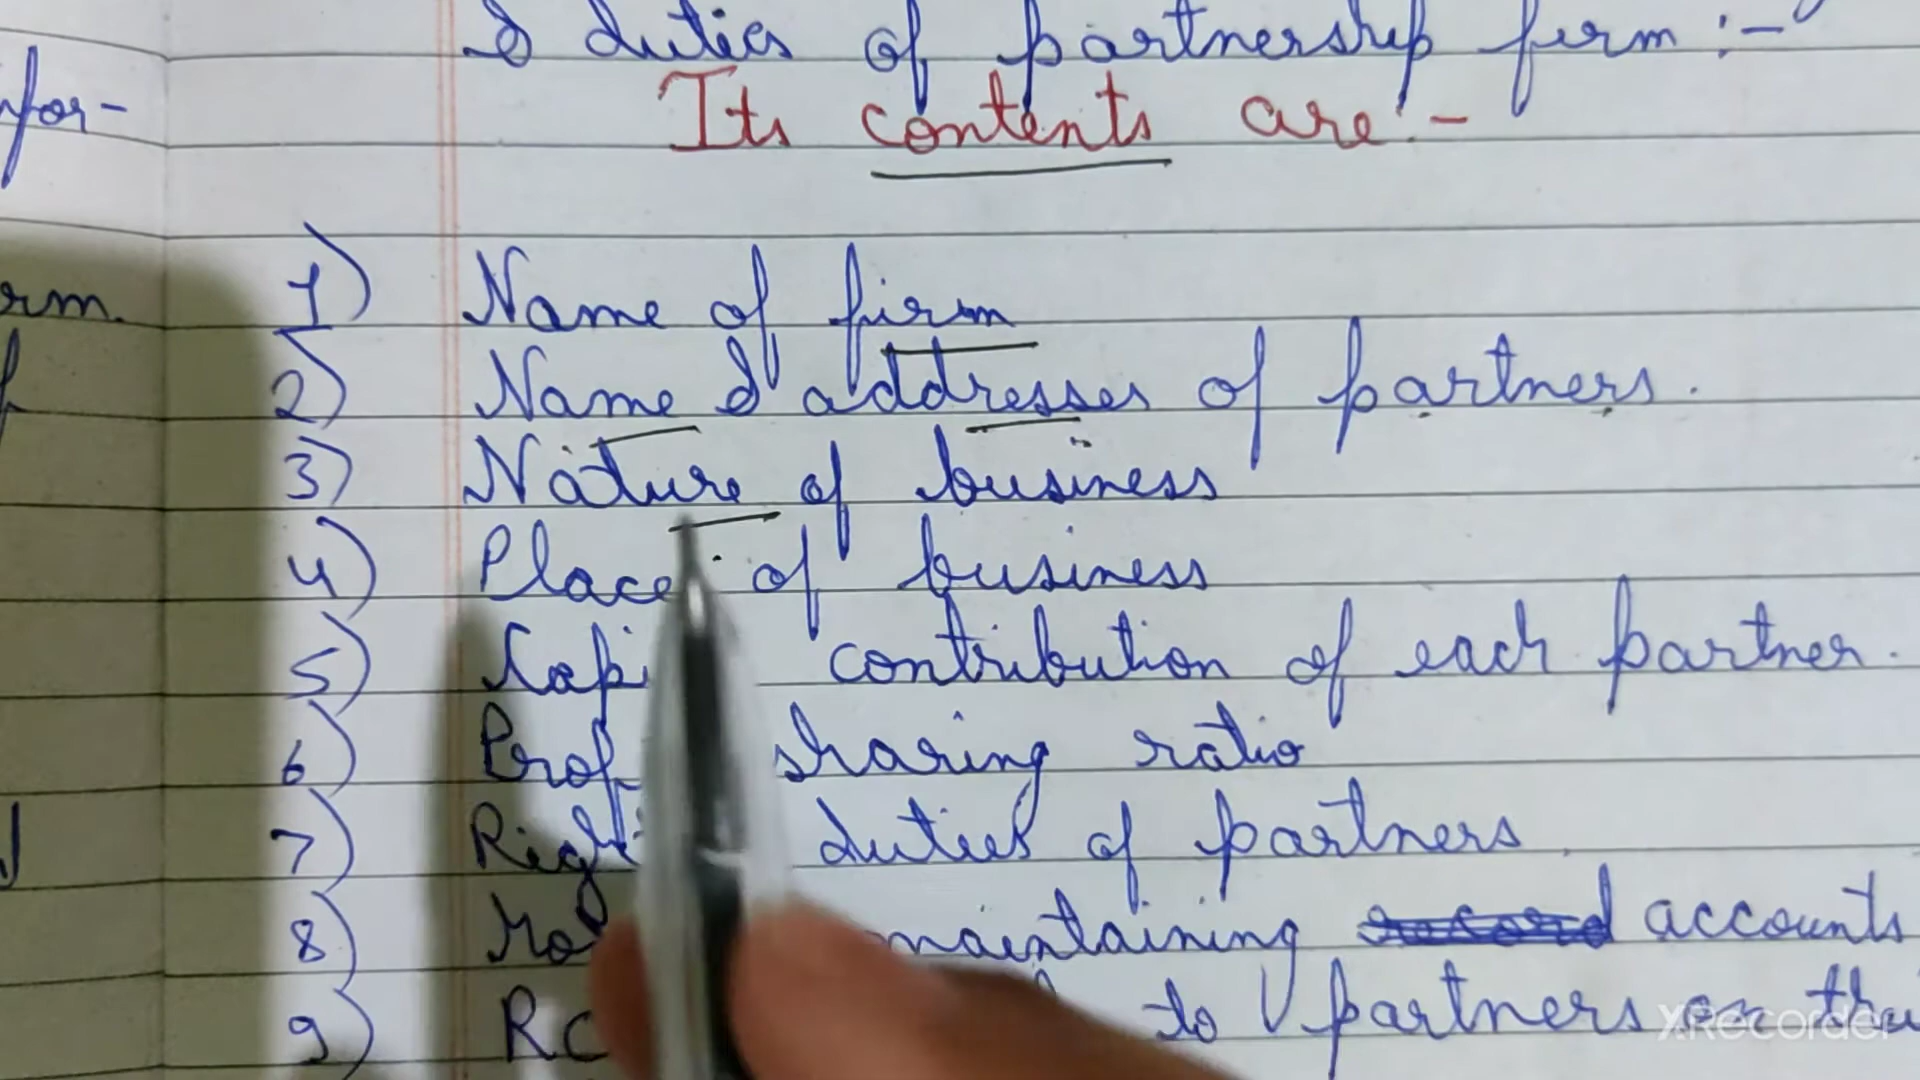 & duties of partnership firm :-
Its contents are :-
for-
1) Name of firm
rm.
2) Name & addresses of partners.
3) Nature of business
4) Place of business
5) contribution of each partner.
6) sharing ratio
7) duties of partners
8) maintaining accounts
9) to partners on
XRecorder